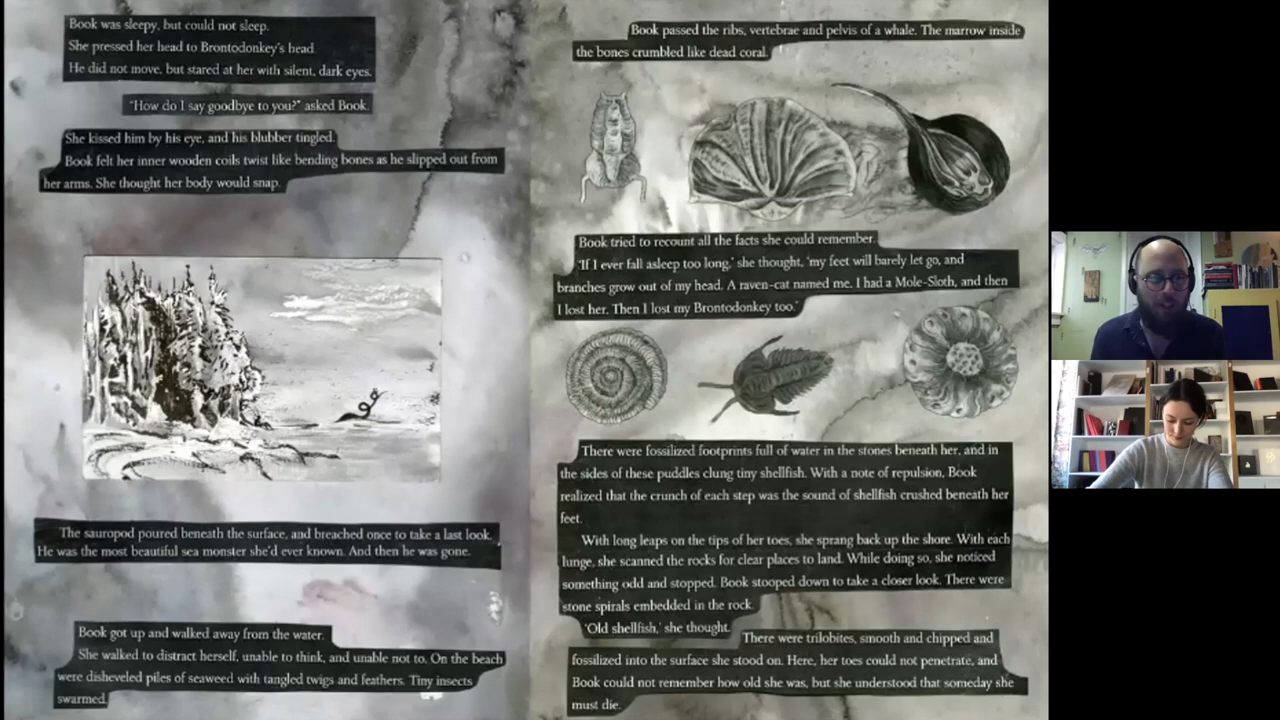 Book was sleepy, but could not sleep.
She pressed her head to Brontodonkey's head.
He did not move, but stared at her with silent, dark eyes.
"How do I say goodbye to you?" asked Book.
She kissed him by his eye, and his blubber tingled.
Book felt her inner wooden coils twist like bending bones as he slipped out from
her arms. She thought her body would snap.
The sauropod poured beneath the surface, and breached once to take a last look.
He was the most beautiful sea monster she'd ever known. And then he was gone.
Book got up and walked away from the water.
She walked to distract herself, unable to think, and unable not to. On the beach
were disheveled piles of seaweed with tangled twigs and feathers. Tiny insects
swarmed.
Book passed the ribs, vertebrae and pelvis of a whale. The marrow inside
the bones crumbled like dead coral.
Book tried to recount all the facts she could remember.
'If I ever fall asleep too long,' she thought, 'my feet will barely let go, and
branches grow out of my head. A raven-cat named me. I had a Mole-Sloth, and then
I lost her. Then I lost my Brontodonkey too.'
There were fossilized footprints full of water in the stones beneath her, and in
the sides of these puddles clung tiny shellfish. With a note of repulsion, Book
realized that the crunch of each step was the sound of shellfish crushed beneath her
feet.
With long leaps on the tips of her toes, she sprang back up the shore. With each
lunge, she scanned the rocks for clear places to land. While doing so, she noticed
something odd and stopped. Book stooped down to take a closer look. There were
stone spirals embedded in the rock.
'Old shellfish,' she thought.
There were trilobites, smooth and chipped and
fossilized into the surface she stood on. Here, her toes could not penetrate, and
Book could not remember how old she was, but she understood that someday she
must die.